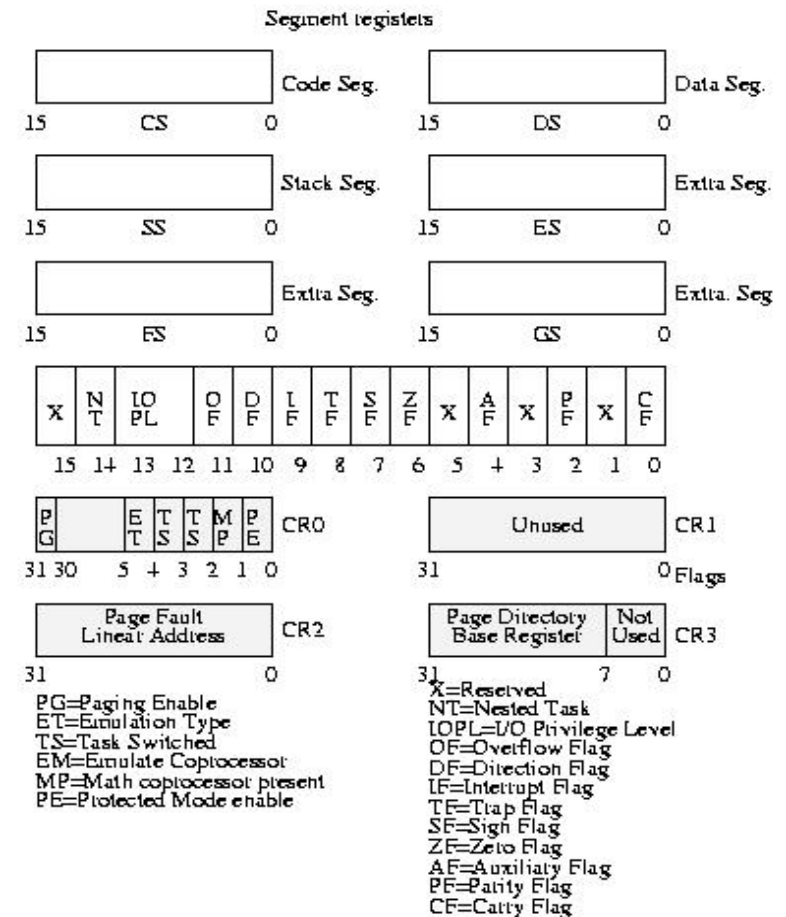 Segment registers
Code Seg. Data Seg.
15 CS 0 15 DS 0
Stack Seg. Extra Seg.
15 SS 0 15 ES 0
Extra Seg. Extra. Seg
15 FS 0 15 GS 0
X NT IOPL OF DF IF TF SF ZF X AF X PF X CF
15 14 13 12 11 10 9 8 7 6 5 4 3 2 1 0
PG ET TS TS MP PE CR0 Unused CR1
31 30 5 4 3 2 1 0 31 0 Flags
Page Fault
Linear Address
CR2
Page Directory
Base Register
Not
Used
CR3
31 0 31 7 0
PG=Paging Enable
ET=Emulation Type
TS=Task Switched
EM=Emulate Coprocessor
MP=Math coprocessor present
PE=Protected Mode enable
X=Reserved
NT=Nested Task
IOPL=I/O Privilege Level
OF=Overflow Flag
DF=Direction Flag
IF=Interrupt Flag
TF=Trap Flag
SF=Sign Flag
ZF=Zero Flag
AF=Auxiliary Flag
PF=Parity Flag
CF=Carry Flag